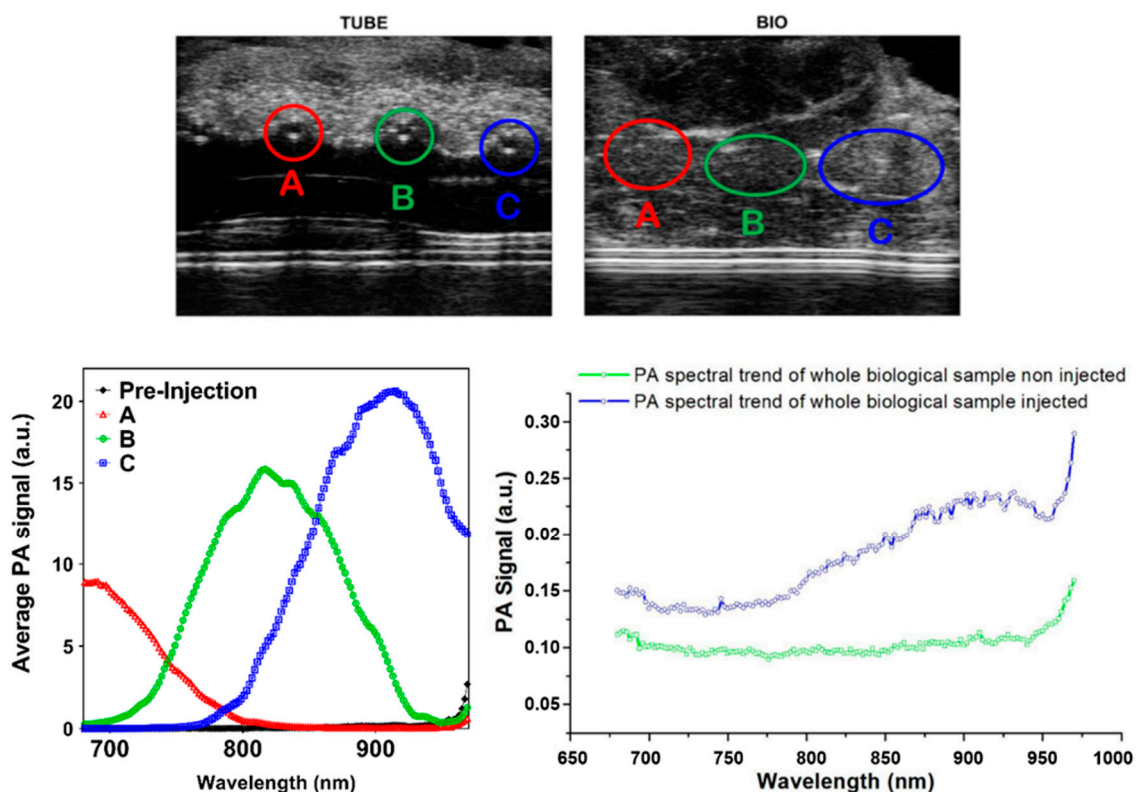 TUBE
BIO
A
B
C
A
B
C
Average PA signal (a.u.)
20
15
10
5
0
Pre-Injection
A
B
C
700
800
900
Wavelength (nm)
PA spectral trend of whole biological sample non injected
PA spectral trend of whole biological sample injected
PA Signal (a.u.)
0.30
0.25
0.02
0.15
0.10
0.05
650
700
750
800
850
900
950
1000
Wavelength (nm)